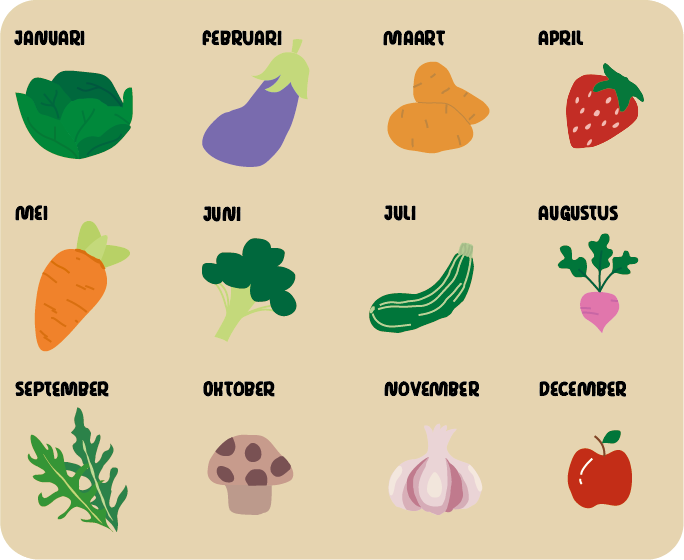 JANUARI
FEBRUARI
MAART
APRIL
MEI
JUNI
JULI
AUGUSTUS
SEPTEMBER
OKTOBER
NOVEMBER
DECEMBER